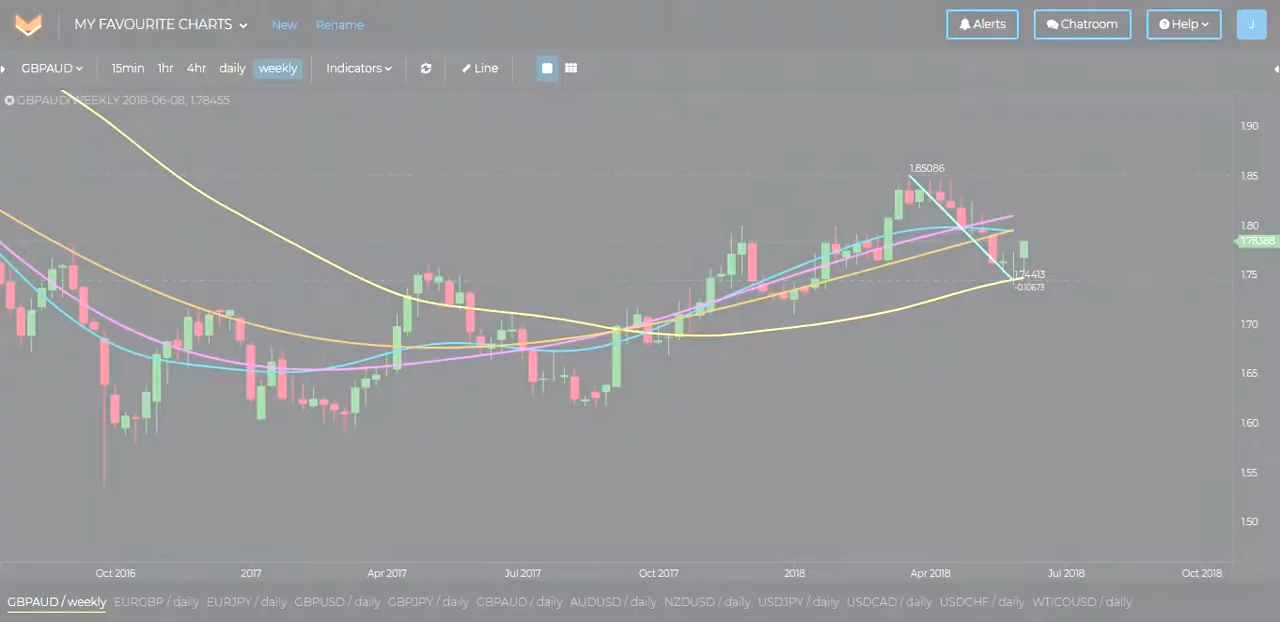 MY FAVOURITE CHARTS New Rename Alerts Chatroom Help J
GBPAUD 15min 1hr 4hr daily weekly Indicators Line
GBPAUD/WEEKLY 2018-06-08, 1.78455
1.90
1.85086
1.85
1.80
1.78388
1.75
1.74413
-0.10673
1.70
1.65
1.60
1.55
1.50
Oct 2016 2017 Apr 2017 Jul 2017 Oct 2017 2018 Apr 2018 Jul 2018 Oct 2018
GBPAUD / weekly EURGBP / daily EURJPY / daily GBPUSD / daily GBPJPY / daily GBPAUD / daily AUDUSD / daily NZDUSD / daily USDJPY / daily USDCAD / daily USDCHF / daily WTICOUSD / daily